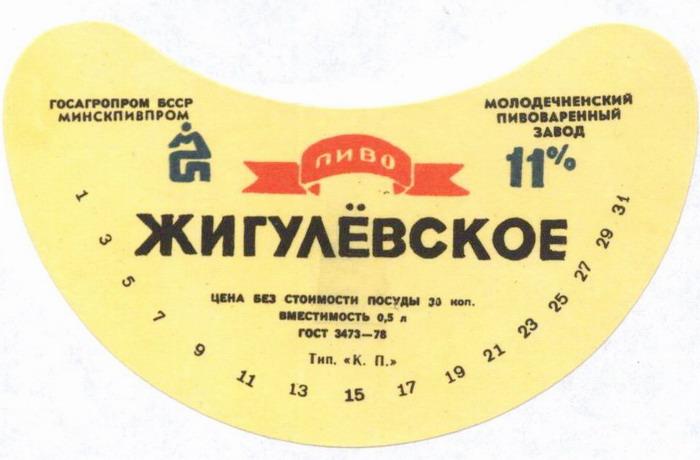 ГОСАГРОПРОМ БССР
МИНСКПИВПРОМ
МОЛОДЕЧНЕНСКИЙ
ПИВОВАРЕННЫЙ
ЗАВОД
11%
ПИВО
ЖИГУЛЁВСКОЕ
ЦЕНА БЕЗ СТОИМОСТИ ПОСУДЫ 30 коп.
ВМЕСТИМОСТЬ 0,5 л
ГОСТ 3473—78
Тип. «К. П.»
1 3 5 7 9 11 13 15 17 19 21 23 25 27 29 31